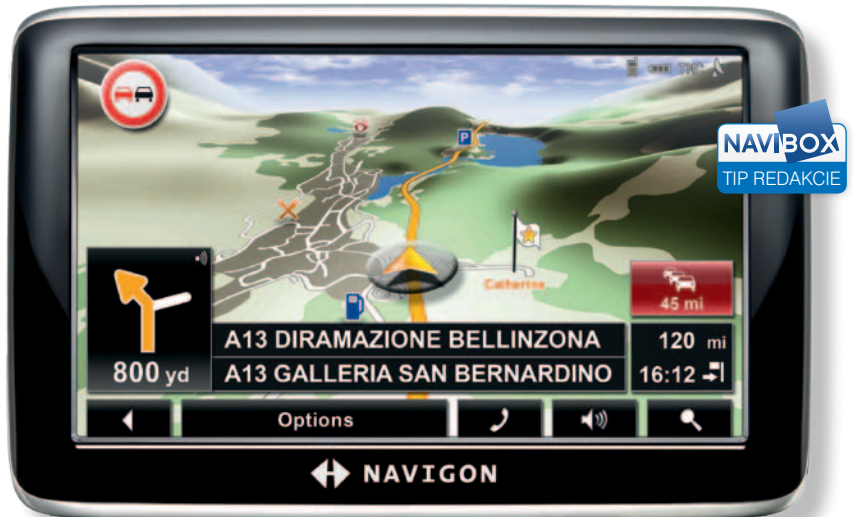 TMC
NAVIBOX
TIP REDAKCIE
P
Catherine
45 mi
A13 DIRAMAZIONE BELLINZONA
120 mi
800 yd
A13 GALLERIA SAN BERNARDINO
16:12
Options
NAVIGON